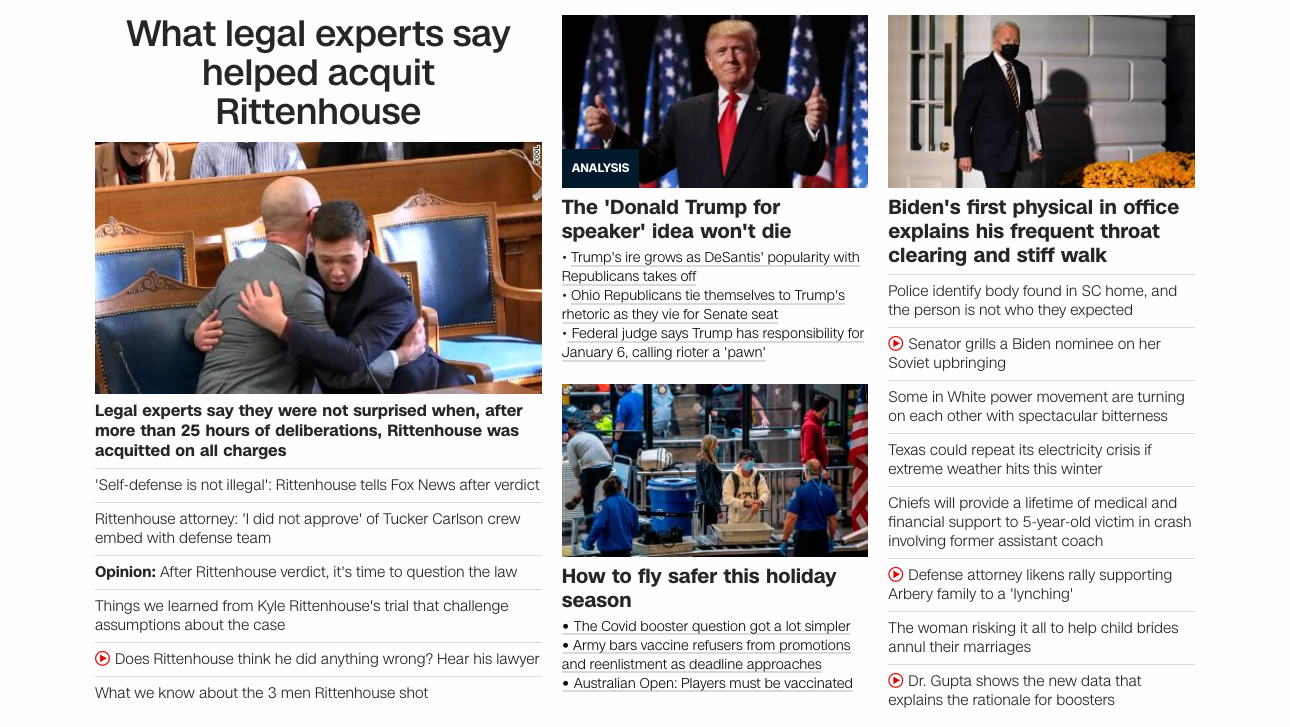 What legal experts say
helped acquit
Rittenhouse
POOL
Legal experts say they were not surprised when, after
more than 25 hours of deliberations, Rittenhouse was
acquitted on all charges
'Self-defense is not illegal': Rittenhouse tells Fox News after verdict
Rittenhouse attorney: 'I did not approve' of Tucker Carlson crew
embed with defense team
Opinion: After Rittenhouse verdict, it's time to question the law
Things we learned from Kyle Rittenhouse's trial that challenge
assumptions about the case
Does Rittenhouse think he did anything wrong? Hear his lawyer
What we know about the 3 men Rittenhouse shot
ANALYSIS
The 'Donald Trump for
speaker' idea won't die
• Trump's ire grows as DeSantis' popularity with
Republicans takes off
• Ohio Republicans tie themselves to Trump's
rhetoric as they vie for Senate seat
• Federal judge says Trump has responsibility for
January 6, calling rioter a 'pawn'
How to fly safer this holiday
season
• The Covid booster question got a lot simpler
• Army bars vaccine refusers from promotions
and reenlistment as deadline approaches
• Australian Open: Players must be vaccinated
Biden's first physical in office
explains his frequent throat
clearing and stiff walk
Police identify body found in SC home, and
the person is not who they expected
Senator grills a Biden nominee on her
Soviet upbringing
Some in White power movement are turning
on each other with spectacular bitterness
Texas could repeat its electricity crisis if
extreme weather hits this winter
Chiefs will provide a lifetime of medical and
financial support to 5-year-old victim in crash
involving former assistant coach
Defense attorney likens rally supporting
Arbery family to a 'lynching'
The woman risking it all to help child brides
annul their marriages
Dr. Gupta shows the new data that
explains the rationale for boosters